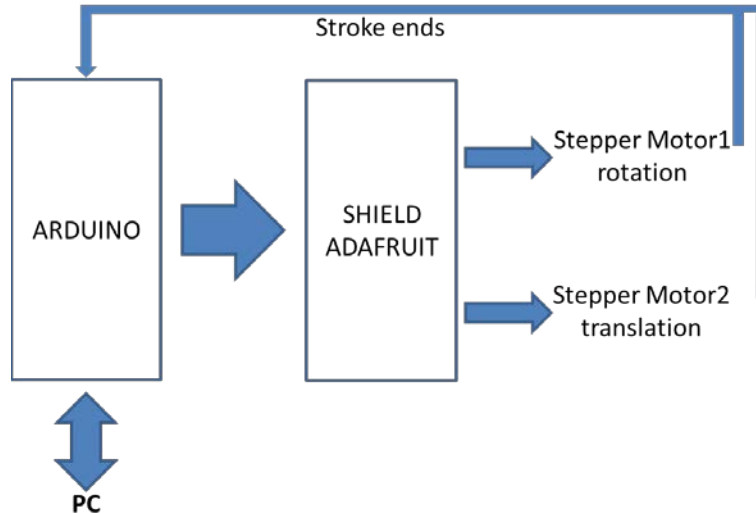 Stroke ends
ARDUINO
SHIELD
ADAFRUIT
Stepper Motor1
rotation
Stepper Motor2
translation
PC